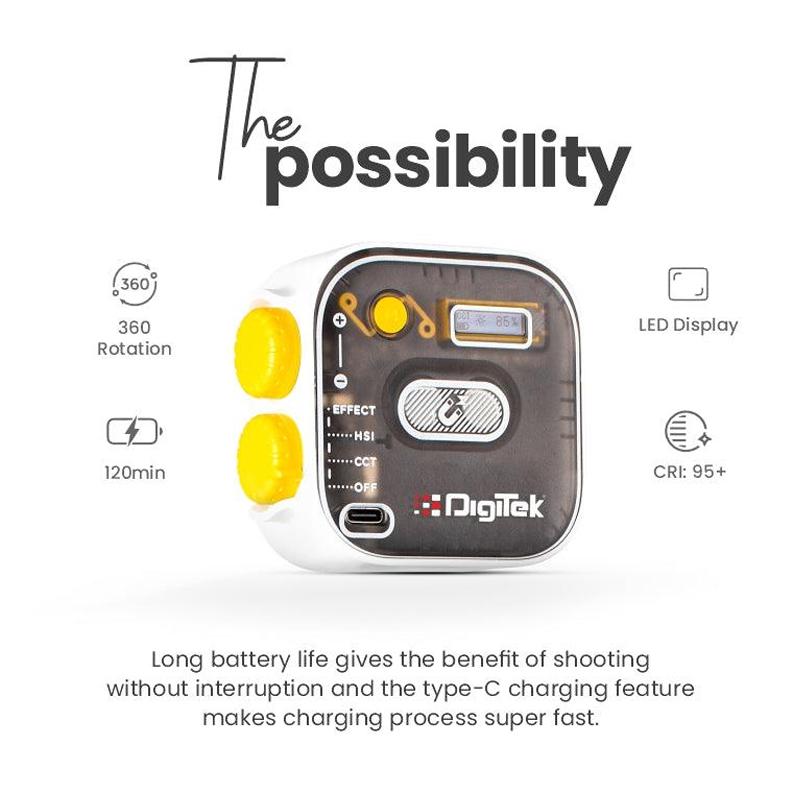 The
possibility
360
360
Rotation
LED Display
120min
CRI: 95+
CCT
85%
+
−
EFFECT
HSI
CCT
OFF
DigiTek
Long battery life gives the benefit of shooting
without interruption and the type-C charging feature
makes charging process super fast.